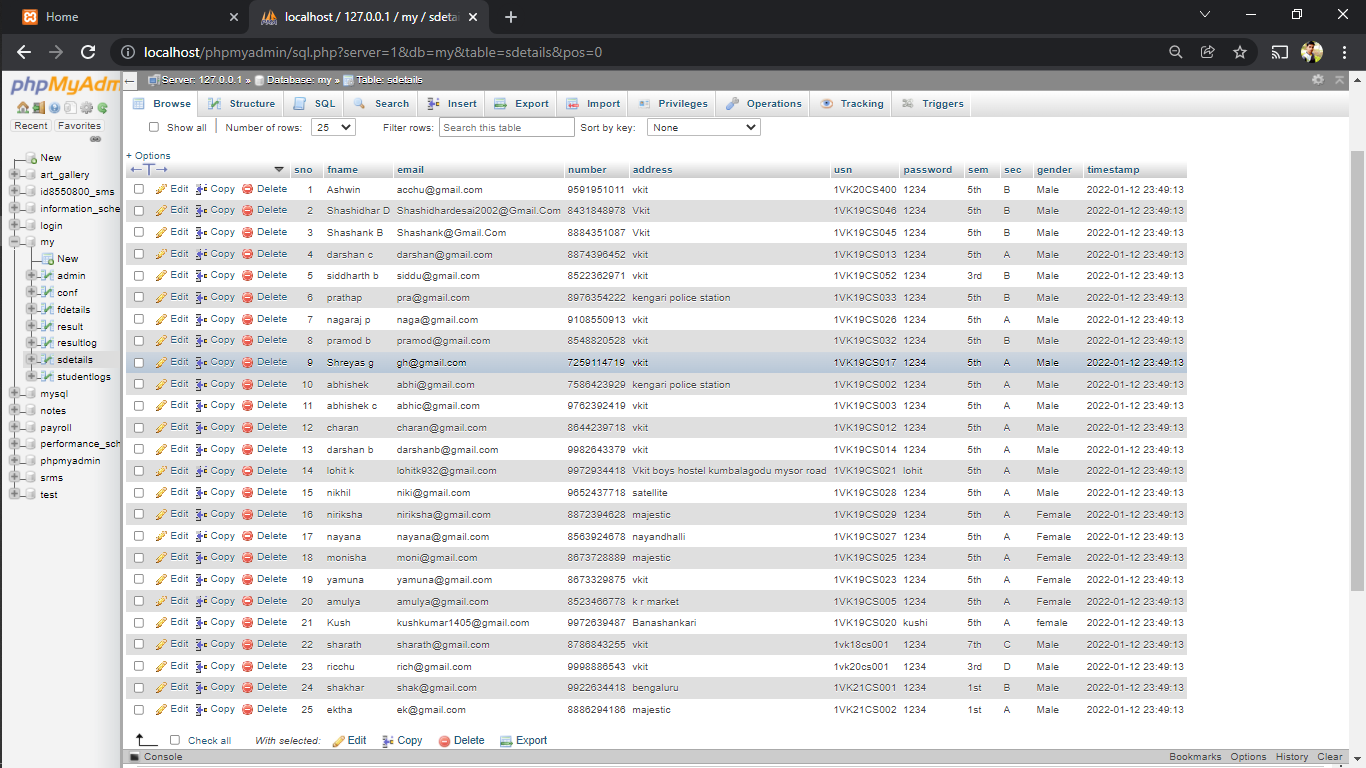 Home
localhost / 127.0.0.1 / my / sdeta
localhost/phpmyadmin/sql.php?server=1&db=my&table=sdetails&pos=0
phpMyAdm
Recent Favorites
New
art_gallery
id8550800_sms
information_sche
login
my
New
admin
conf
fdetails
result
resultlog
sdetails
studentlogs
mysql
notes
payroll
performance_sch
phpmyadmin
srms
test
Server: 127.0.0.1 » Database: my » Table: sdetails
Browse Structure SQL Search Insert Export Import Privileges Operations Tracking Triggers
Show all Number of rows: 25 Filter rows: Search this table Sort by key: None
+ Options
sno fname email number address usn password sem sec gender timestamp
Edit Copy Delete 1 Ashwin acchu@gmail.com 9591951011 vkit 1VK20CS400 1234 5th B Male 2022-01-12 23:49:13
Edit Copy Delete 2 Shashidhar D Shashidhardesai2002@Gmail.Com 8431848978 Vkit 1VK19CS046 1234 5th B Male 2022-01-12 23:49:13
Edit Copy Delete 3 Shashank B Shashank@Gmail.Com 8884351087 Vkit 1VK19CS045 1234 5th B Male 2022-01-12 23:49:13
Edit Copy Delete 4 darshan c darshan@gmail.com 8874396452 vkit 1VK19CS013 1234 5th A Male 2022-01-12 23:49:13
Edit Copy Delete 5 siddharth b siddu@gmail.com 8522362971 vkit 1VK19CS052 1234 3rd B Male 2022-01-12 23:49:13
Edit Copy Delete 6 prathap pra@gmail.com 8976354222 kengari police station 1VK19CS033 1234 5th B Male 2022-01-12 23:49:13
Edit Copy Delete 7 nagaraj p naga@gmail.com 9108550913 vkit 1VK19CS026 1234 5th A Male 2022-01-12 23:49:13
Edit Copy Delete 8 pramod b pramod@gmail.com 8548820528 vkit 1VK19CS032 1234 5th B Male 2022-01-12 23:49:13
Edit Copy Delete 9 Shreyas g gh@gmail.com 7259114719 vkit 1VK19CS017 1234 5th A Male 2022-01-12 23:49:13
Edit Copy Delete 10 abhishek abhi@gmail.com 7586423929 kengari police station 1VK19CS002 1234 5th A Male 2022-01-12 23:49:13
Edit Copy Delete 11 abhishek c abhic@gmail.com 9762392419 vkit 1VK19CS003 1234 5th A Male 2022-01-12 23:49:13
Edit Copy Delete 12 charan charan@gmail.com 8644239718 vkit 1VK19CS012 1234 5th A Male 2022-01-12 23:49:13
Edit Copy Delete 13 darshan b darshanb@gmail.com 9982643379 vkit 1VK19CS014 1234 5th A Male 2022-01-12 23:49:13
Edit Copy Delete 14 lohit k lohitk932@gmail.com 9972934418 Vkit boys hostel kumbalagodu mysor road 1VK19CS021 lohit 5th A Male 2022-01-12 23:49:13
Edit Copy Delete 15 nikhil niki@gmail.com 9652437718 satellite 1VK19CS028 1234 5th A Male 2022-01-12 23:49:13
Edit Copy Delete 16 niriksha niriksha@gmail.com 8872394628 majestic 1VK19CS029 1234 5th A Female 2022-01-12 23:49:13
Edit Copy Delete 17 nayana nayana@gmail.com 8563924678 nayandhalli 1VK19CS027 1234 5th A Female 2022-01-12 23:49:13
Edit Copy Delete 18 monisha moni@gmail.com 8673728889 majestic 1VK19CS025 1234 5th A Female 2022-01-12 23:49:13
Edit Copy Delete 19 yamuna yamuna@gmail.com 8673329875 vkit 1VK19CS023 1234 5th A Female 2022-01-12 23:49:13
Edit Copy Delete 20 amulya amulya@gmail.com 8523466778 k r market 1VK19CS005 1234 5th A Female 2022-01-12 23:49:13
Edit Copy Delete 21 Kush kushkumar1405@gmail.com 9972639487 Banashankari 1VK19CS020 kushi 5th A female 2022-01-12 23:49:13
Edit Copy Delete 22 sharath sharath@gmail.com 8786843255 vkit 1vk18cs001 1234 7th C Male 2022-01-12 23:49:13
Edit Copy Delete 23 ricchu rich@gmail.com 9998886543 vkit 1vk20cs001 1234 3rd D Male 2022-01-12 23:49:13
Edit Copy Delete 24 shakhar shak@gmail.com 9922634418 bengaluru 1VK21CS001 1234 1st B Male 2022-01-12 23:49:13
Edit Copy Delete 25 ektha ek@gmail.com 8886294186 majestic 1VK21CS002 1234 1st A Male 2022-01-12 23:49:13
Check all With selected: Edit Copy Delete Export
Console Bookmarks Options History Clear